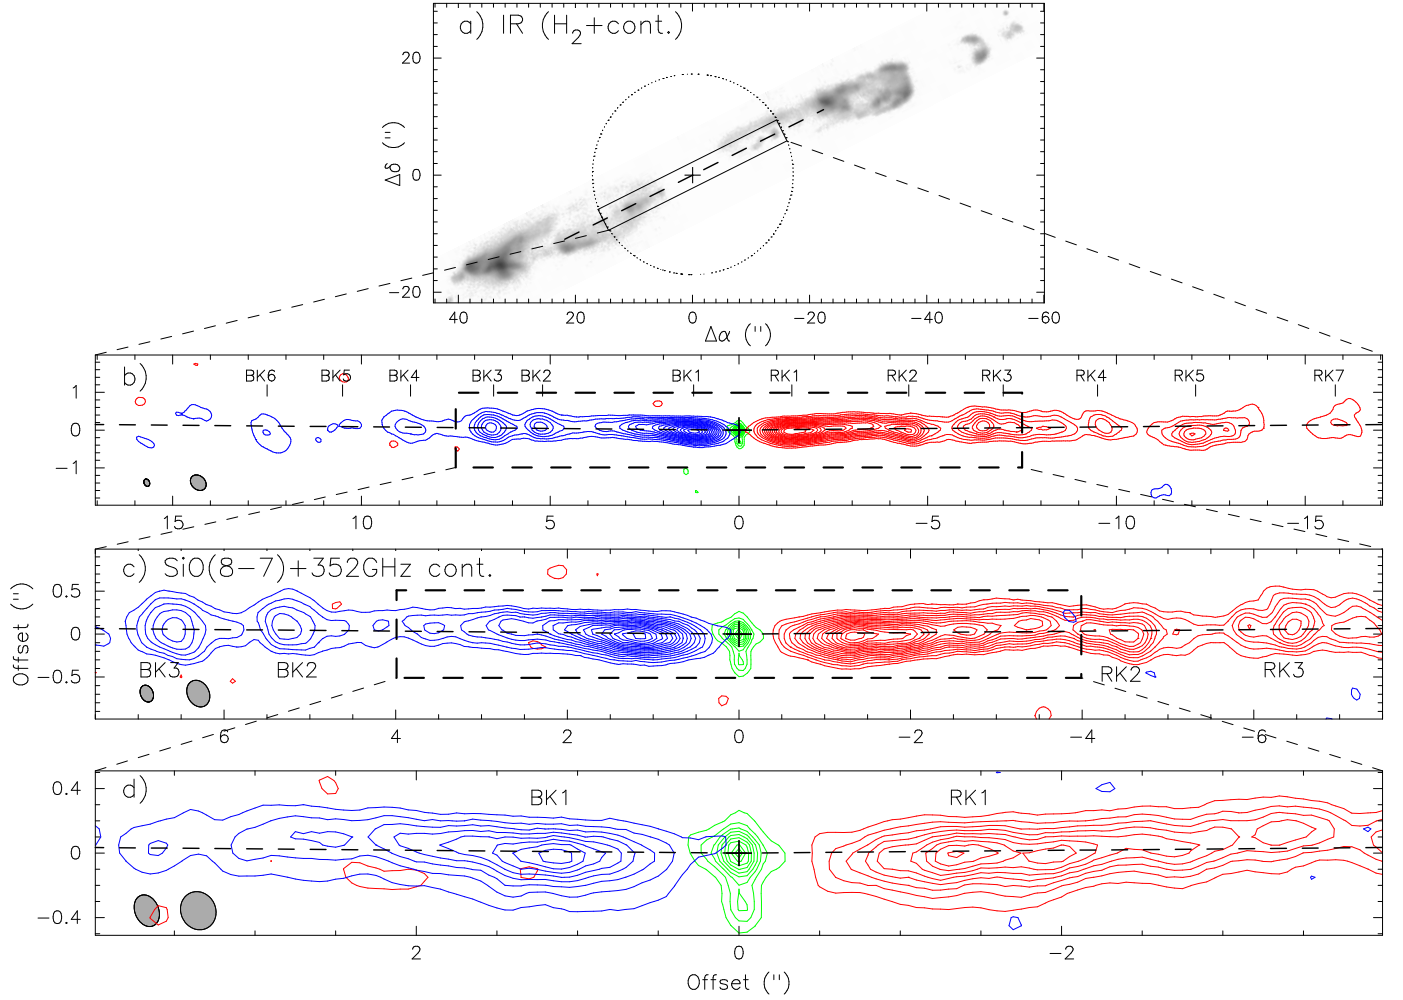 a) IR (H2+cont.)
20
0
−20
Δδ (")
40 20 0 −20 −40 −60
Δα (")
b)
BK6 BK5 BK4 BK3 BK2 BK1 RK1 RK2 RK3 RK4 RK5 RK7
1
0
−1
15 10 5 0 −5 −10 −15
c) SiO(8−7)+352GHz cont.
0.5
0
−0.5
Offset (")
BK3 BK2 RK2 RK3
6 4 2 0 −2 −4 −6
d)
BK1 RK1
0.4
0
−0.4
2 0 −2
Offset (")